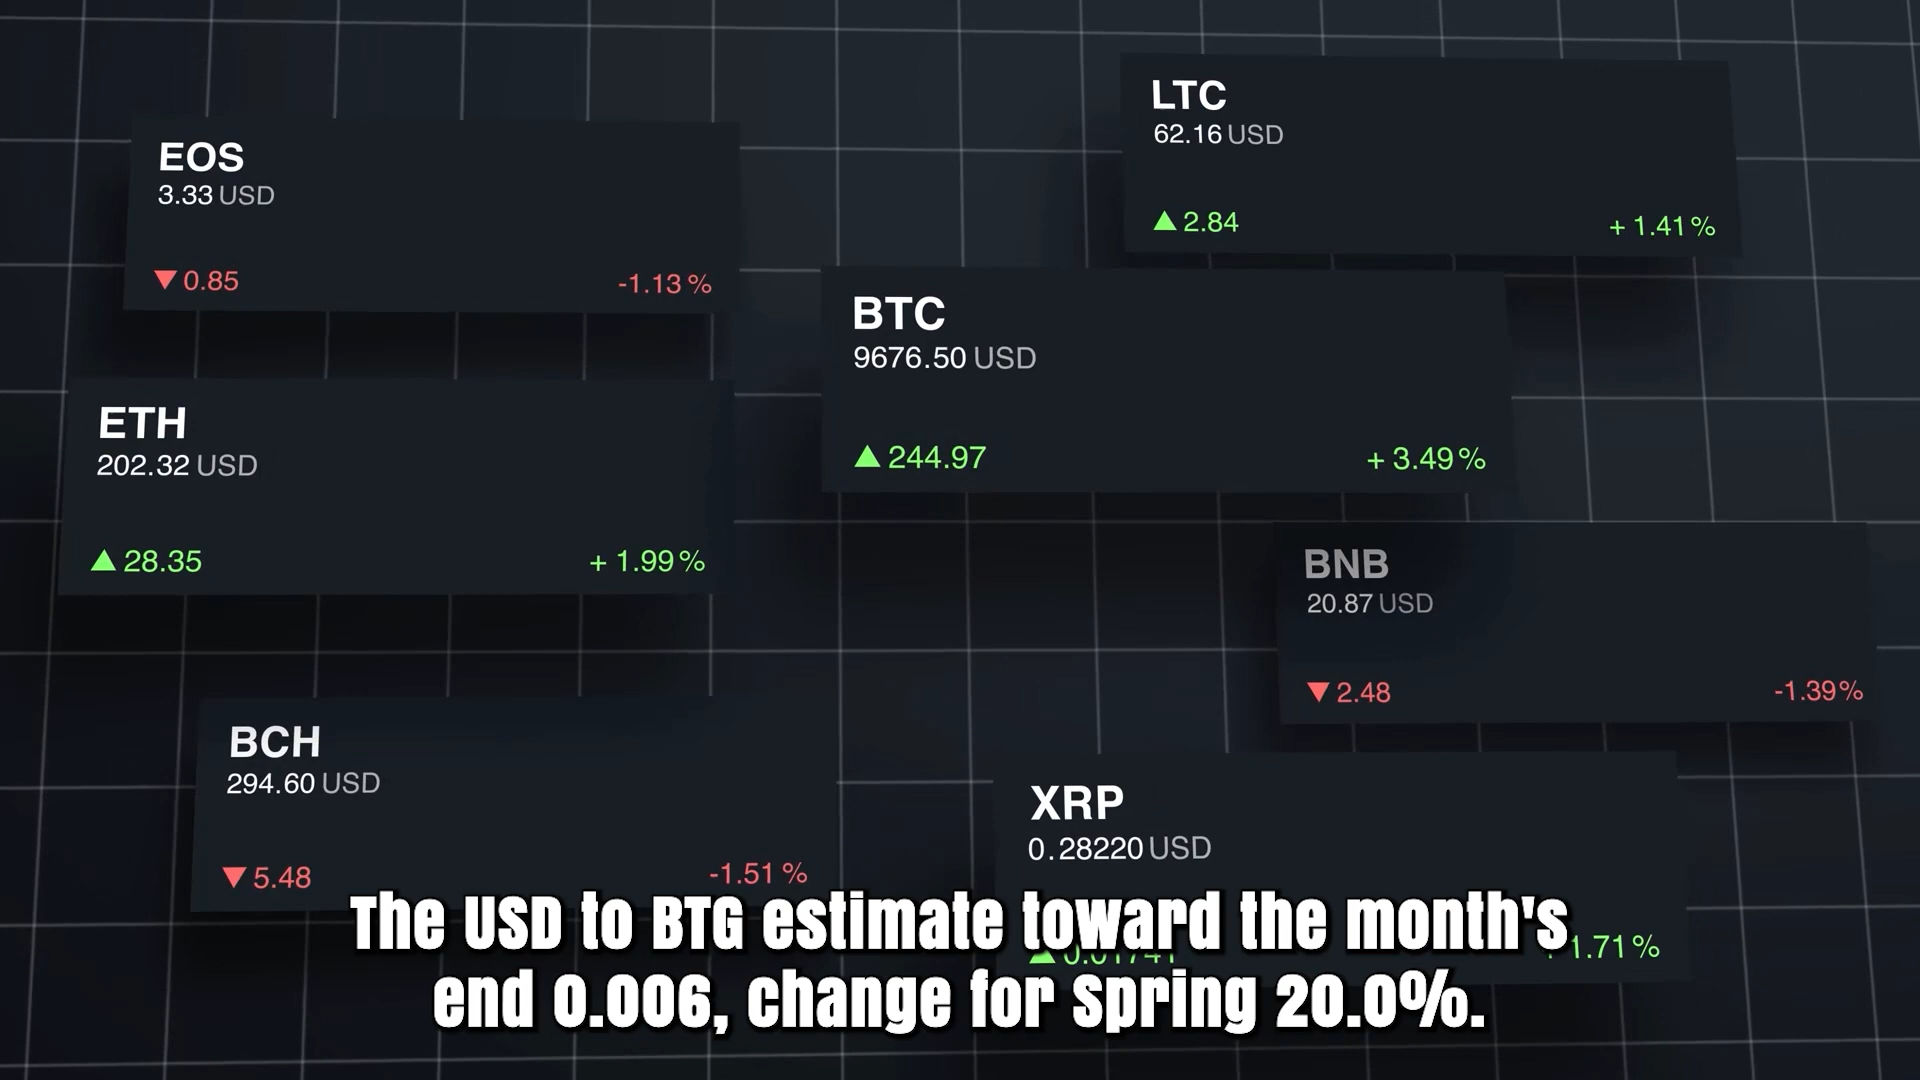 EOS
3.33 USD
▼ 0.85 -1.13 %
LTC
62.16 USD
▲ 2.84 + 1.41 %
BTC
9676.50 USD
▲ 244.97 + 3.49 %
ETH
202.32 USD
▲ 28.35 + 1.99 %
BNB
20.87 USD
▼ 2.48 -1.39 %
BCH
294.60 USD
▼ 5.48 -1.51 %
XRP
0.28220 USD
▲ 1.71 %
The USD to BTG estimate toward the month's
end 0.006, change for spring 20.0%.